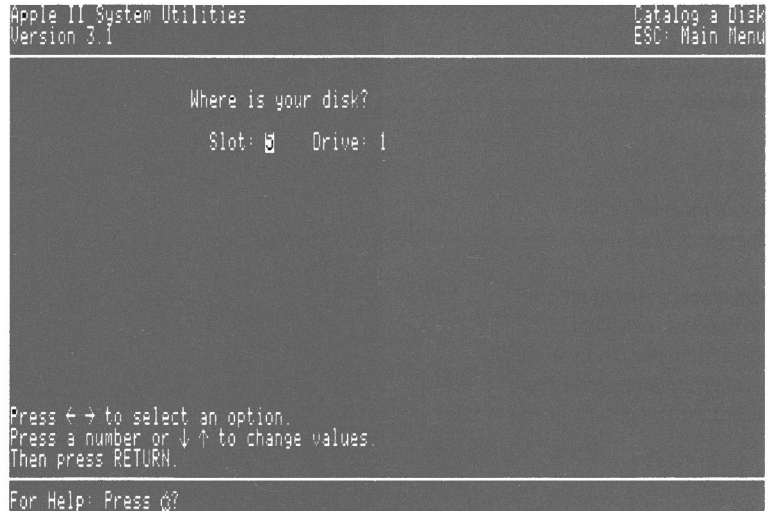 Apple II System Utilities
Catalog a Disk
Version 3.1
ESC: Main Menu
Where is your disk?
Slot: 5 Drive: 1
Press ← → to select an option.
Press a number or ↓ ↑ to change values.
Then press RETURN.
For Help: Press ?